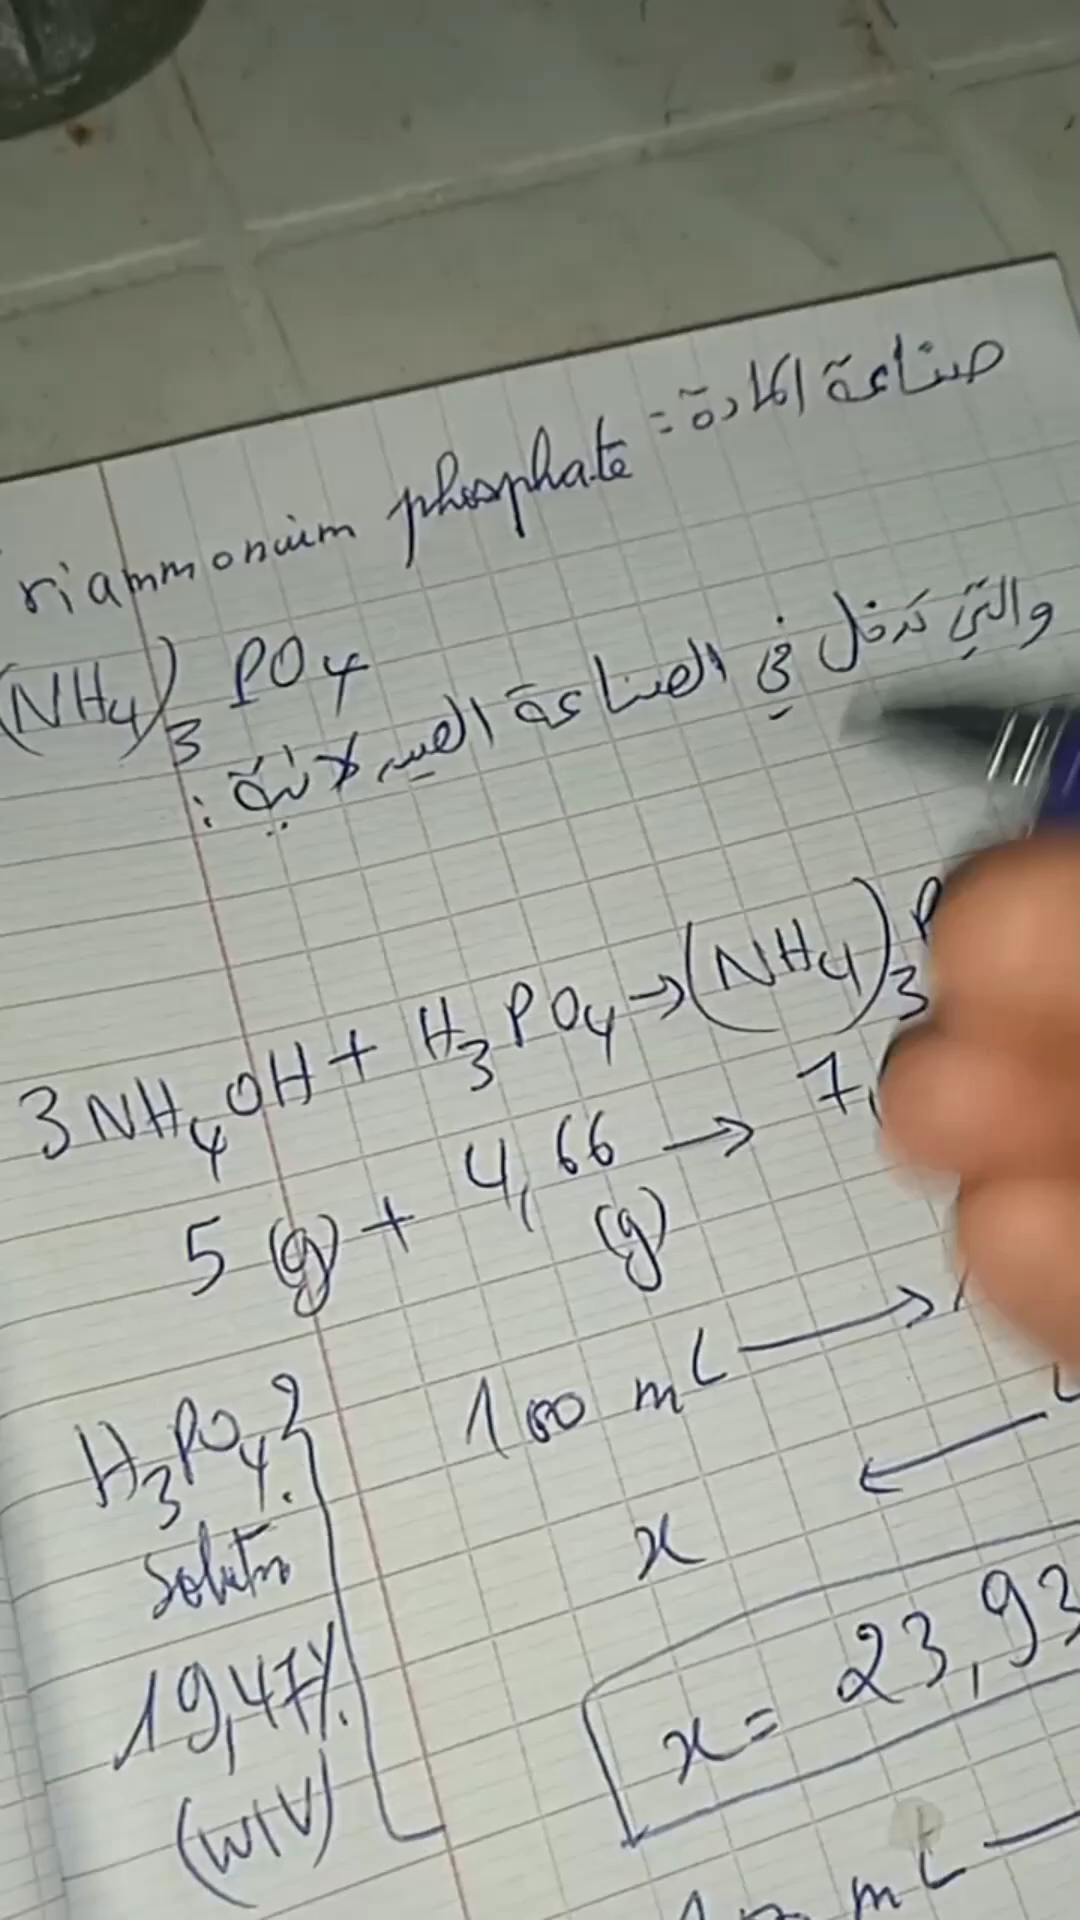 صناعة المادة:
riammonium phosphate
(NH4)3 PO4
والتي تدخل في الصناعة الصيدلانية:
3NH4OH + H3PO4 → (NH4)3 P
5 (g) + 4,66 (g) → 7,
H3PO4
100 mL →
←
x
19,47%
(W/V)
x = 23,93
mL